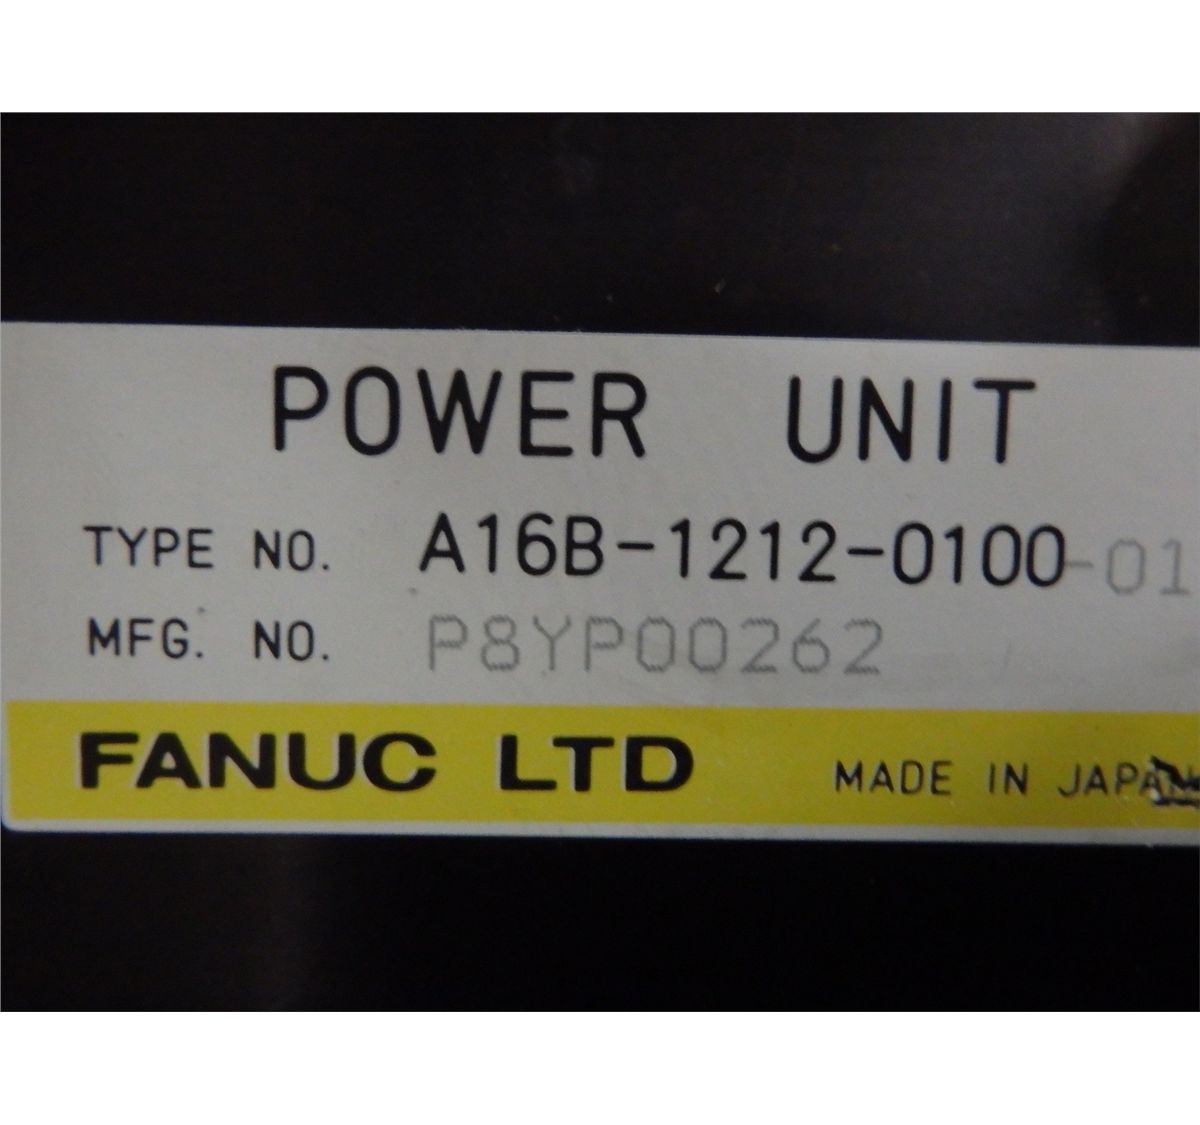 POWER UNIT
TYPE NO. A16B-1212-0100-01
MFG. NO. P8YP00262
FANUC LTD MADE IN JAPAN